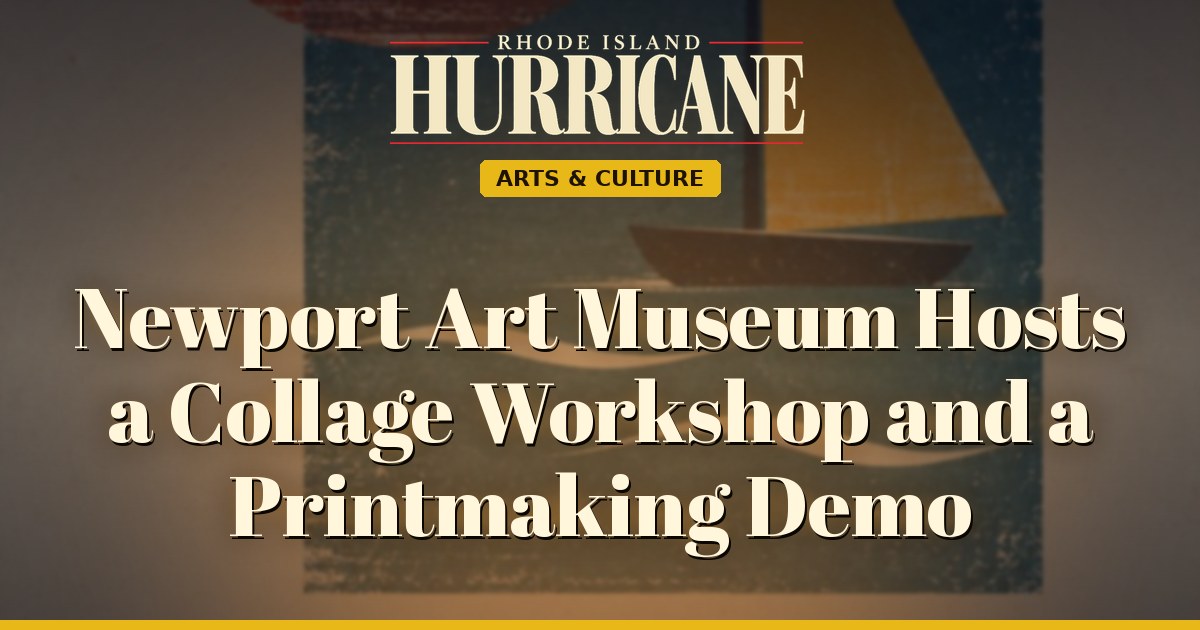 RHODE ISLAND
HURRICANE
ARTS & CULTURE
Newport Art Museum Hosts
a Collage Workshop and a
Printmaking Demo